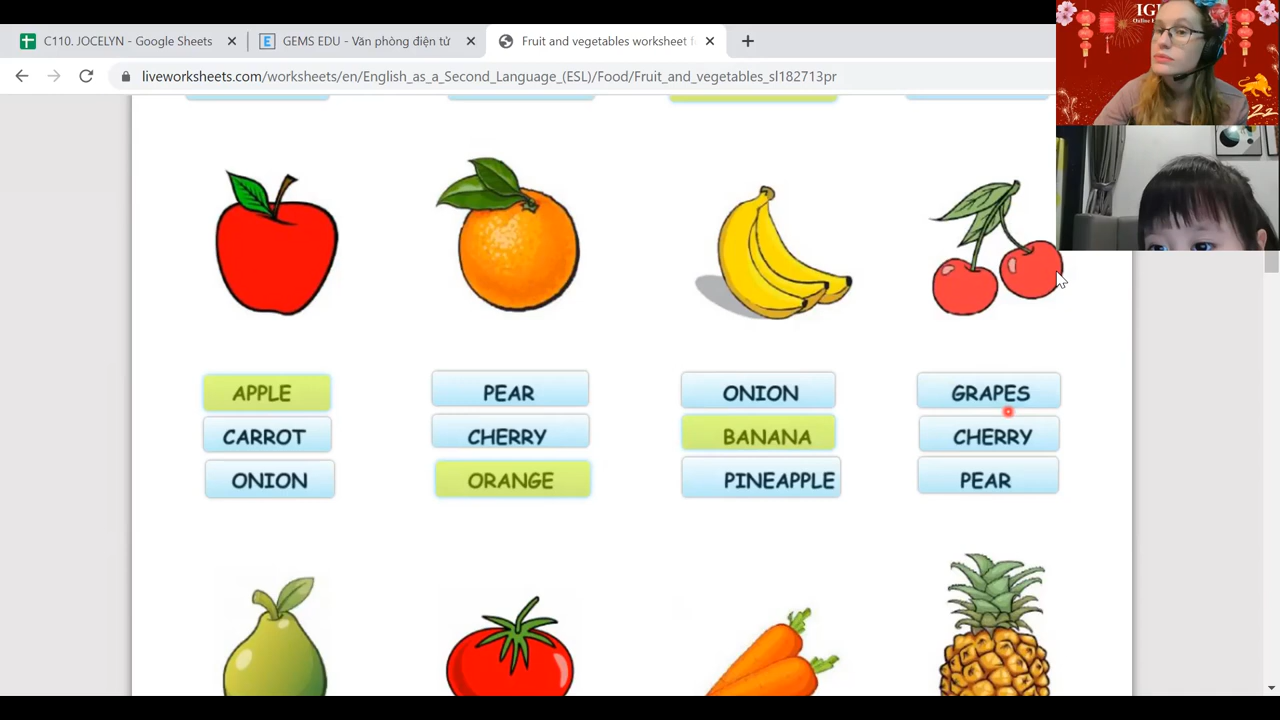 C110. JOCELYN - Google Sheets
GEMS EDU - Văn phòng điện tử
Fruit and vegetables worksheet f
liveworksheets.com/worksheets/en/English_as_a_Second_Language_(ESL)/Food/Fruit_and_vegetables_sl182713pr
APPLE PEAR ONION GRAPES
CARROT CHERRY BANANA CHERRY
ONION ORANGE PINEAPPLE PEAR